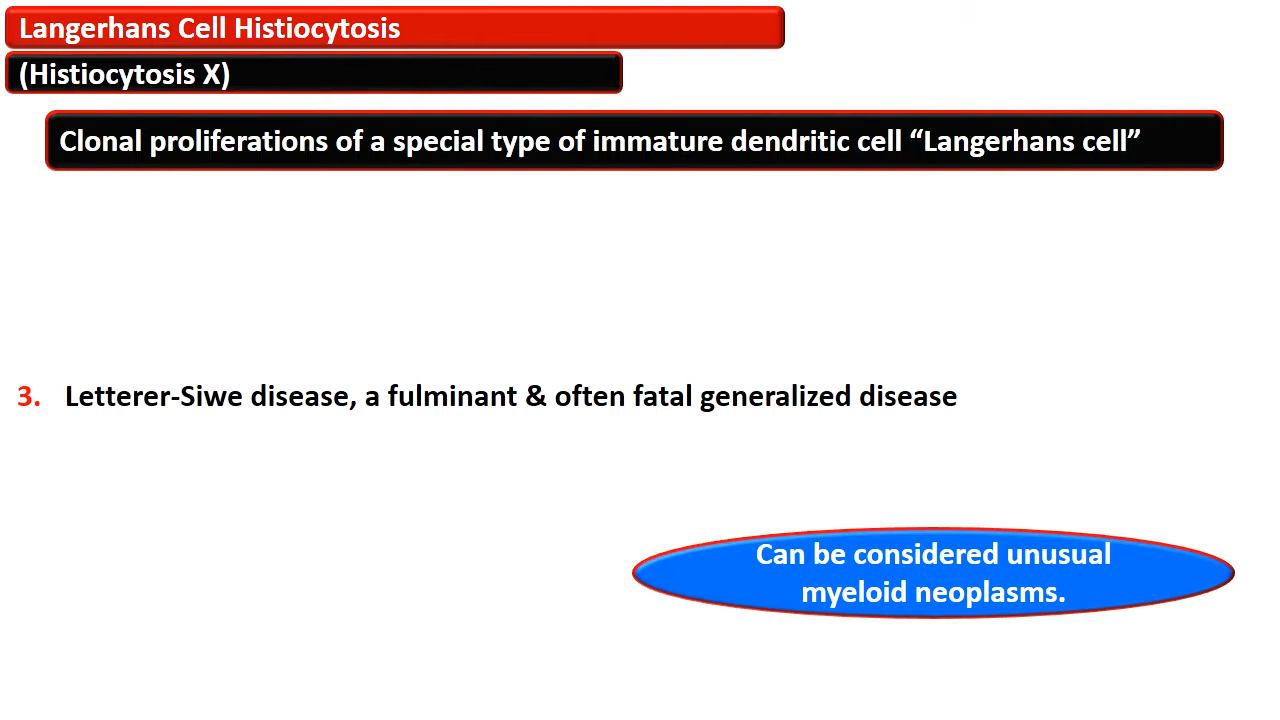 Langerhans Cell Histiocytosis
(Histiocytosis X)
Clonal proliferations of a special type of immature dendritic cell “Langerhans cell”
3. Letterer-Siwe disease, a fulminant & often fatal generalized disease
Can be considered unusual
myeloid neoplasms.